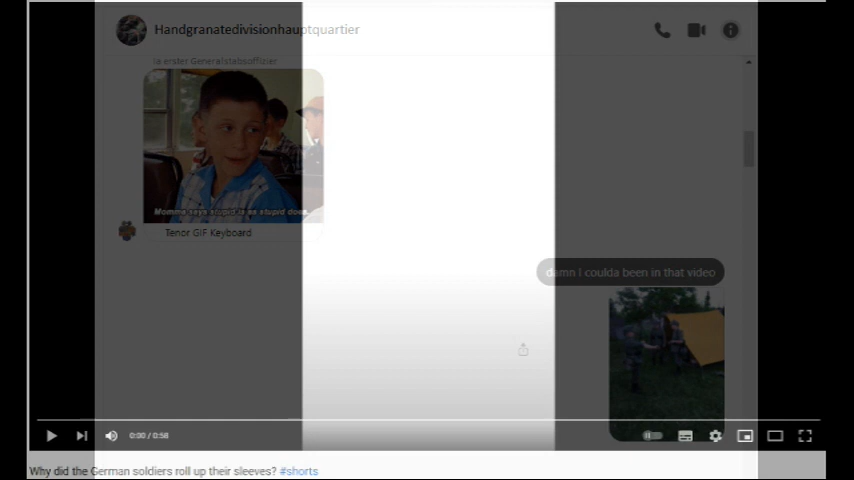 Handgranatedivisionhauptquartier
Ia erster Generalstabsoffizier
Momma says stupid is as stupid does.
Tenor GIF Keyboard
damn I coulda been in that video
0:00 / 0:58
Why did the German soldiers roll up their sleeves? #shorts